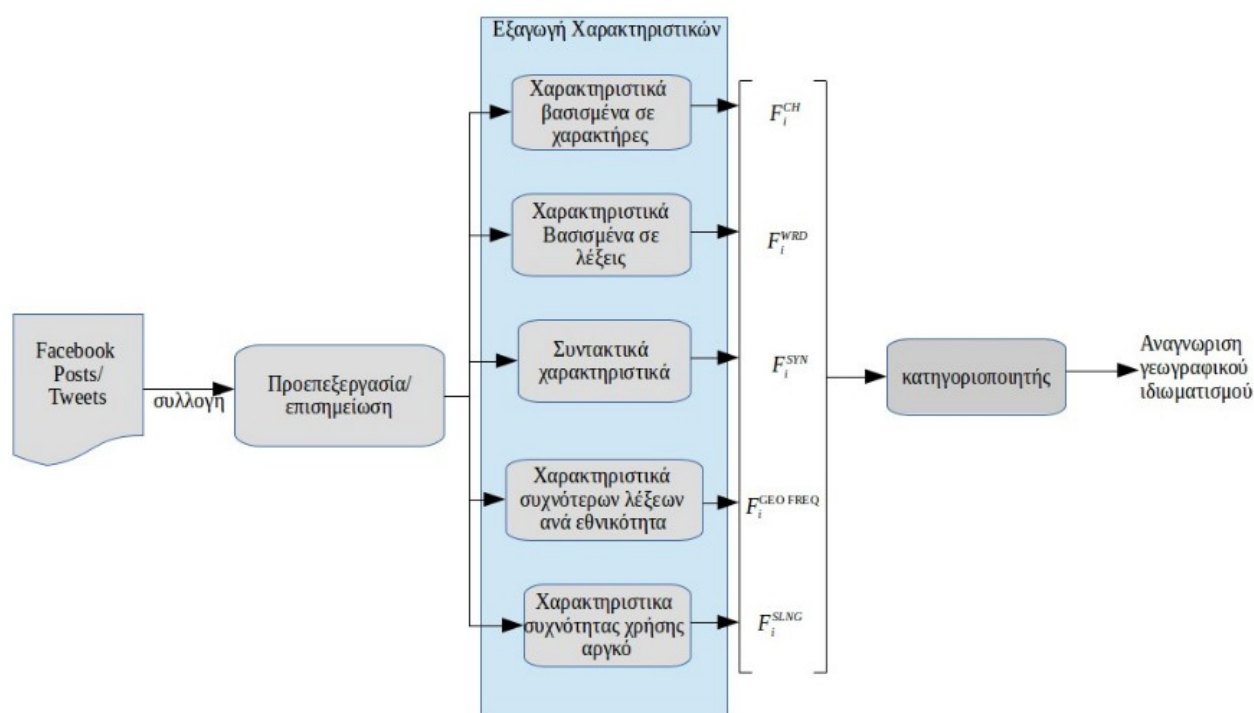 Εξαγωγή Χαρακτηριστικών
Χαρακτηριστικά
βασισμένα σε
χαρακτήρες
F_i^{CH}
Χαρακτηριστικά
Βασισμένα σε
λέξεις
F_i^{WRD}
Facebook
Posts/
Tweets
συλλογη
Προεπεξεργασία/
επισημείωση
Συντακτικά
χαρακτηριστικά
F_i^{SYN}
κατηγοριοποιητής
Αναγνωριση
γεωγραφικού
ιδιωματισμού
Χαρακτηριστικά
συχνότερων λέξεων
ανά εθνικότητα
F_i^{GEO FREQ}
Χαρακτηριστικα
συχνότητας χρήσης
αργκό
F_i^{SLNG}